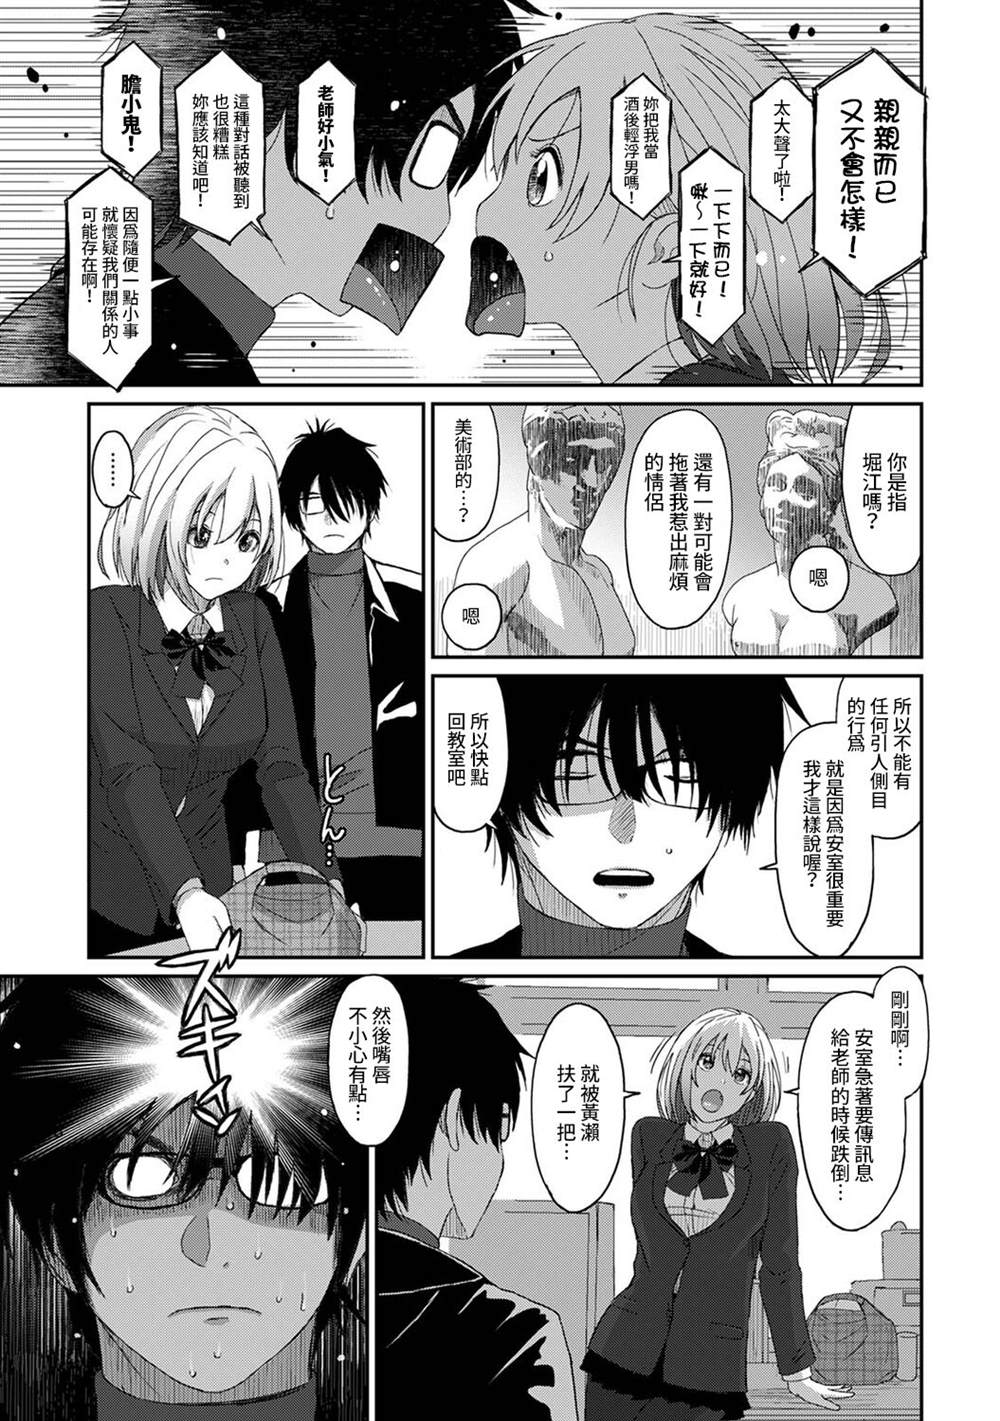 親親而已
又不會怎樣！
太大聲了啦！
一下下而已！
啾～一下就好！
妳把我當
酒後輕浮男嗎！
老師好小氣！
這種對話被聽到
也很糟糕
妳應該知道吧！
膽小鬼！
因為隨便一點小事
就懷疑我們關係的人
可能存在啊！
你是指
堀江嗎？
嗯
還有一對可能會
拖著我惹出麻煩
的情侶
美術部的…？
嗯
……
とん…
所以不能有
任何引人側目
的行為
就是因為安室很重要
我才這樣說喔？
所以快點
回教室吧
剛剛啊…
安室急著要傳訊息
給老師的時候跌倒…
就被黃瀨
扶了一把…
然後嘴唇
不小心有點…
ズキィッ